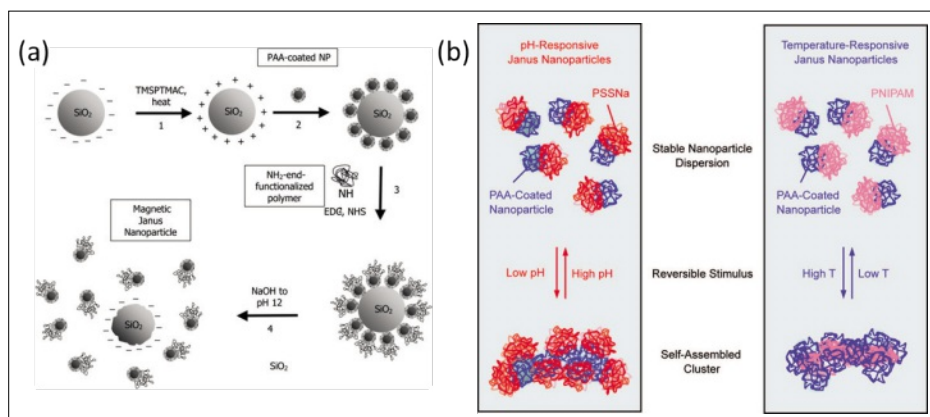 (a)
PAA-coated NP
SiO₂
TMSPTMAC,
heat
1
SiO₂
2
SiO₂
NH₂-end-
functionalized
polymer
NH
EDC, NHS
3
Magnetic
Janus
Nanoparticle
SiO₂
NaOH to
pH 12
4
SiO₂
SiO₂
(b)
pH-Responsive
Janus Nanoparticles
PSSNa
PAA-Coated
Nanoparticle
Low pH
High pH
Stable Nanoparticle
Dispersion
Reversible Stimulus
Self-Assembled
Cluster
Temperature-Responsive
Janus Nanoparticles
PNIPAM
PAA-Coated
Nanoparticle
High T
Low T